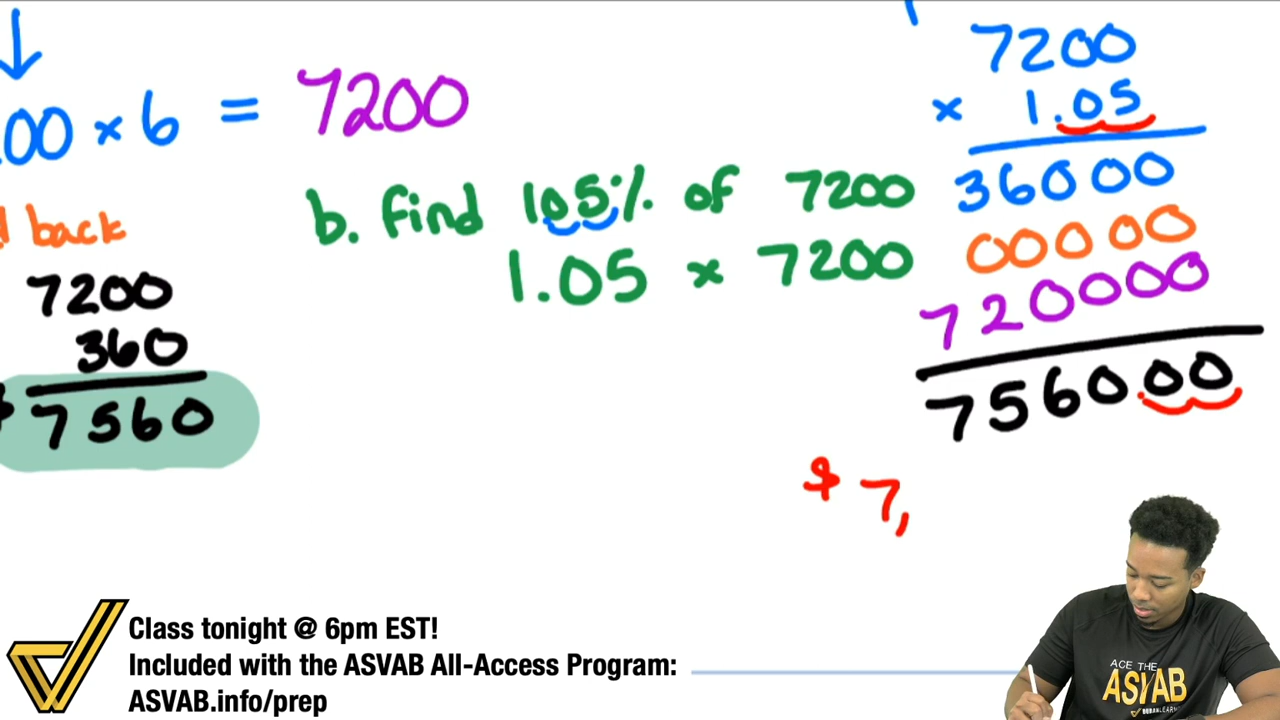 00 × 6 = 7200
back
7200
360
7560
b. find 105% of 7200
1.05 × 7200
7200
× 1.05
36000
00000
720000
756000.00
$7,
Class tonight @ 6pm EST!
Included with the ASVAB All-Access Program:
ASVAB.info/prep
ACE THE
ASVAB